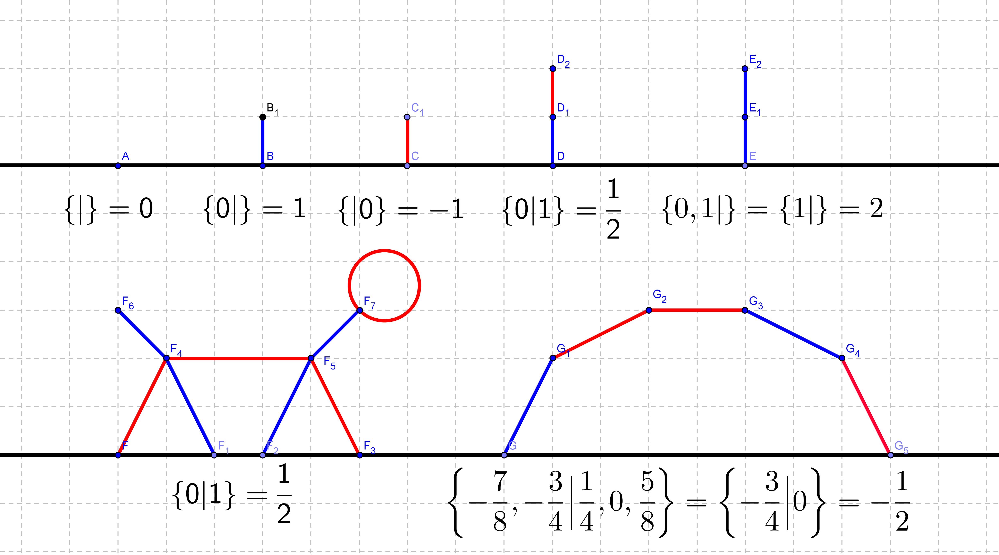 D₂ E₂
B₁ C₁ D₁ E₁
A B C D E
{|} = 0 {0|} = 1 {|0} = −1 {0|1} = 1/2 {0, 1|} = {1|} = 2
F₆ F₇ G₂ G₃
F₄ F₅ G₁ G₄
F F₁ F₂ F₃ G G₅
{0|1} = 1/2 {−7/8, −3/4 | 1/4, 0, 5/8} = {−3/4 | 0} = −1/2